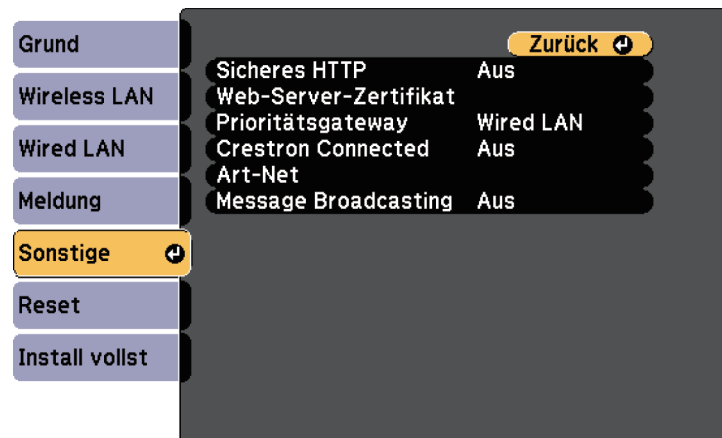 Grund
Wireless LAN
Wired LAN
Meldung
Sonstige
Reset
Install vollst
Zurück
Sicheres HTTP Aus
Web-Server-Zertifikat
Prioritätsgateway Wired LAN
Crestron Connected Aus
Art-Net
Message Broadcasting Aus